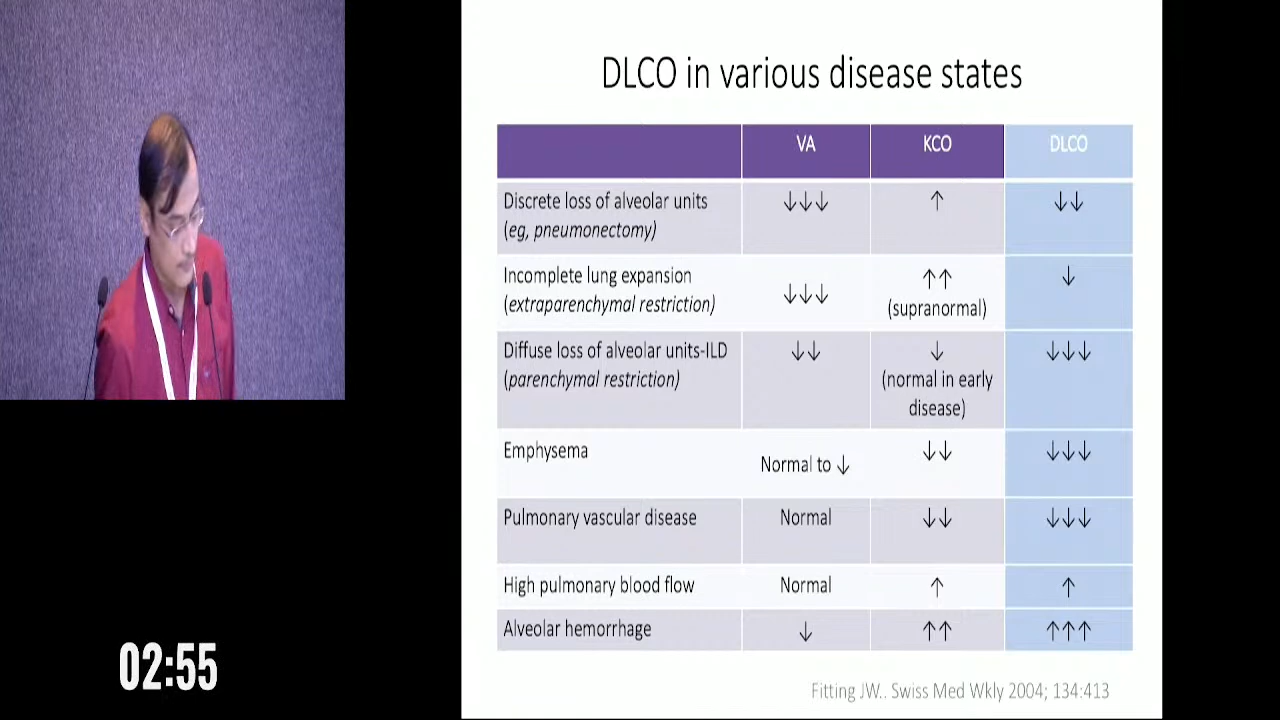 DLCO in various disease states
VA KCO DLCO
Discrete loss of alveolar units ↓↓↓ ↑ ↓↓
(eg, pneumonectomy)
Incomplete lung expansion ↓↓↓ ↑↑ ↓
(extraparenchymal restriction) (supranormal)
Diffuse loss of alveolar units-ILD ↓↓ ↓ ↓↓↓
(parenchymal restriction) (normal in early
disease)
Emphysema Normal to ↓ ↓↓ ↓↓↓
Pulmonary vascular disease Normal ↓↓ ↓↓↓
High pulmonary blood flow Normal ↑ ↑
Alveolar hemorrhage ↓ ↑↑ ↑↑↑
Fitting JW.. Swiss Med Wkly 2004; 134:413
02:55